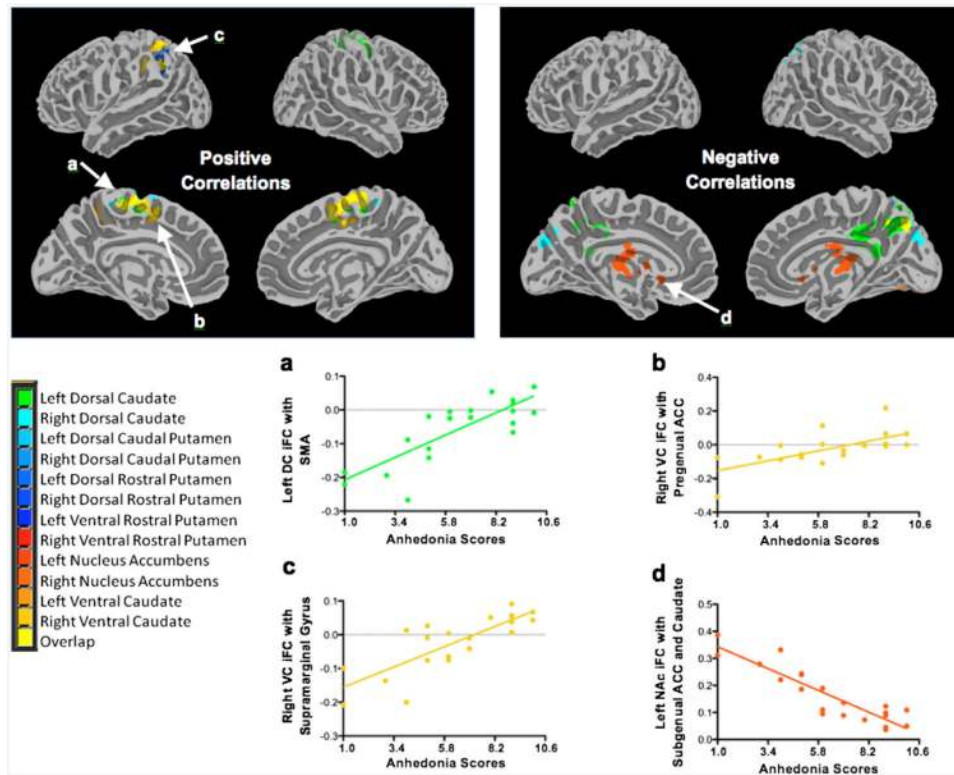 c
a
Positive
Correlations
b
Negative
Correlations
d
Left Dorsal Caudate
Right Dorsal Caudate
Left Dorsal Caudal Putamen
Right Dorsal Caudal Putamen
Left Dorsal Rostral Putamen
Right Dorsal Rostral Putamen
Left Ventral Rostral Putamen
Right Ventral Rostral Putamen
Left Nucleus Accumbens
Right Nucleus Accumbens
Left Ventral Caudate
Right Ventral Caudate
Overlap
a
Left DC iFC with
SMA
0.1
0.0
-0.1
-0.2
-0.3
1.0 3.4 5.8 8.2 10.6
Anhedonia Scores
b
Right VC iFC with
Pregenual ACC
0.4
0.2
0.0
-0.2
-0.4
1.0 3.4 5.8 8.2 10.6
Anhedonia Scores
c
Right VC iFC with
Supramarginal Gyrus
0.1
0.0
-0.1
-0.2
-0.3
1.0 3.4 5.8 8.2 10.6
Anhedonia Scores
d
Left NAc iFC with
Subgenual ACC and Caudate
0.5
0.4
0.3
0.2
0.1
0.0
1.0 3.4 5.8 8.2 10.6
Anhedonia Scores